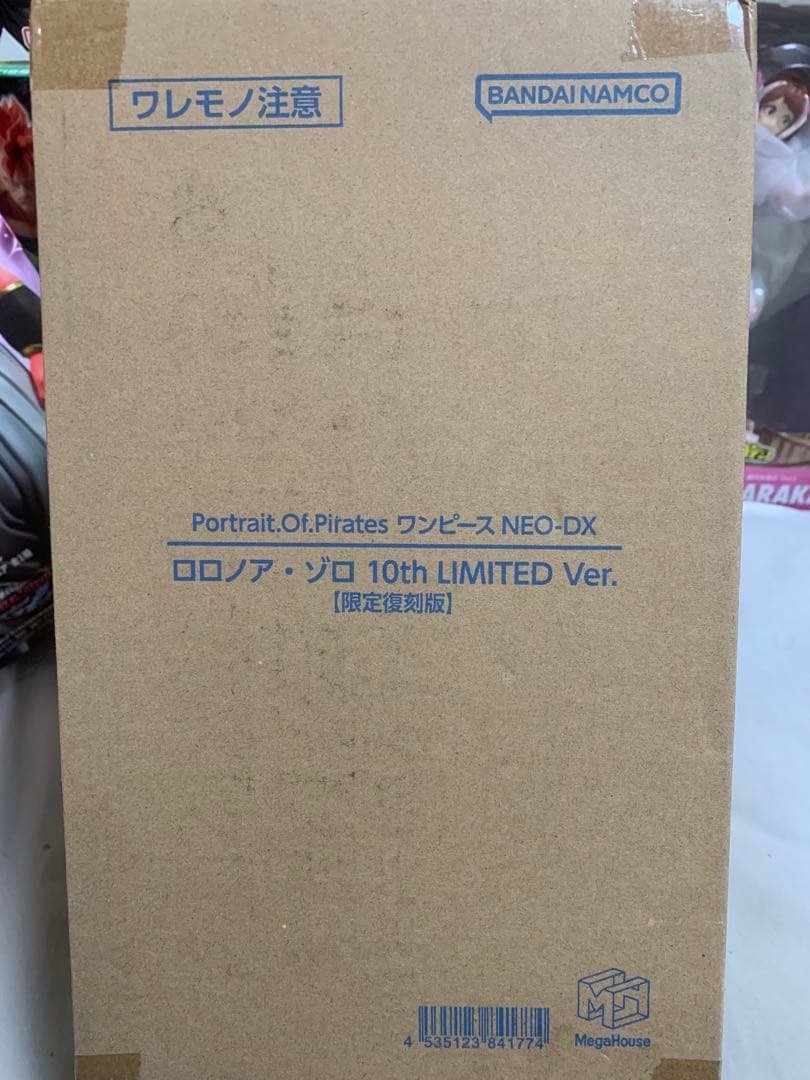 ワレモノ注意
BANDAI NAMCO
Portrait.Of.Pirates ワンピース NEO-DX
ロロノア・ゾロ 10th LIMITED Ver.
【限定復刻版】
4 535123 841774
MegaHouse
ARAK